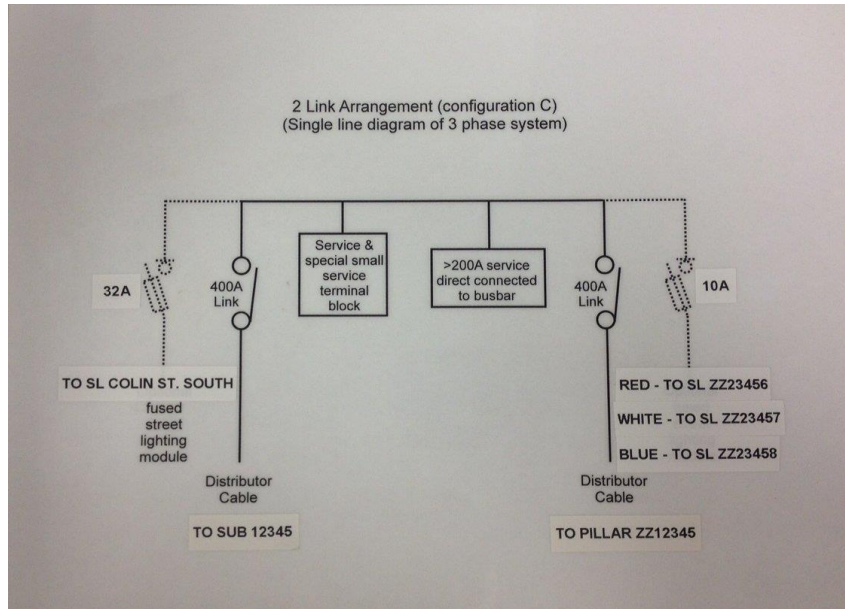 2 Link Arrangement (configuration C)
(Single line diagram of 3 phase system)
Service &
special small
service
terminal
block
>200A service
direct connected
to busbar
32A
400A
Link
400A
Link
10A
TO SL COLIN ST. SOUTH
fused
street
lighting
module
RED - TO SL ZZ23456
WHITE - TO SL ZZ23457
BLUE - TO SL ZZ23458
Distributor
Cable
Distributor
Cable
TO SUB 12345
TO PILLAR ZZ12345